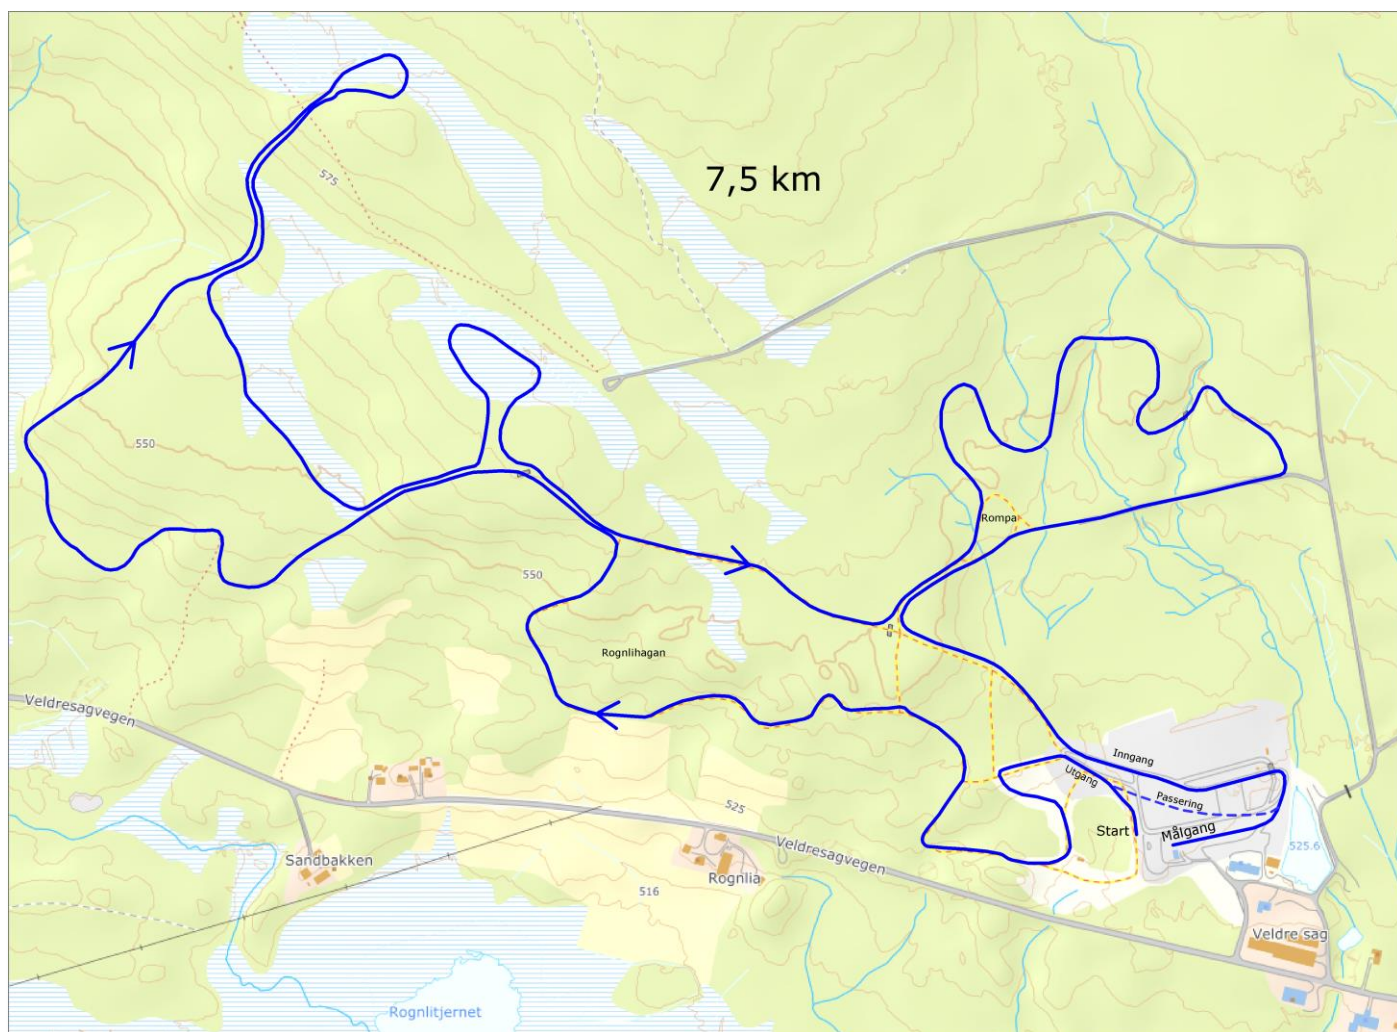 7,5 km
575
550
Rompa
550
Rognlihagan
Veldresagvegen
Inngang
Utgang
Passering
525
Start
Målgang
Veldresagvegen
525.6
Sandbakken
Rognlia
516
Veldre sag
Rognlitjernet